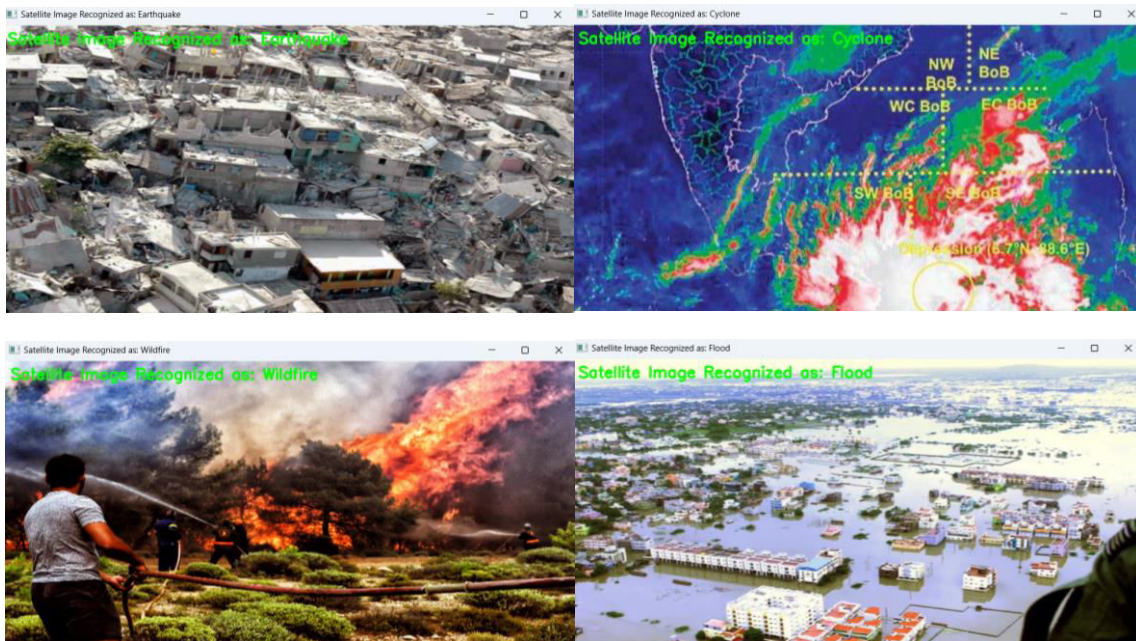 Satellite Image Recognized as: Earthquake
Satellite Image Recognized as: Earthquake
Satellite Image Recognized as: Cyclone
Satellite Image Recognized as: Cyclone
NW
BoB
NE
BoB
WC BoB
EC BoB
SW BoB
SE BoB
Depression (6.7°N, 88.6°E)
Satellite Image Recognized as: Wildfire
Satellite Image Recognized as: Wildfire
Satellite Image Recognized as: Flood
Satellite Image Recognized as: Flood